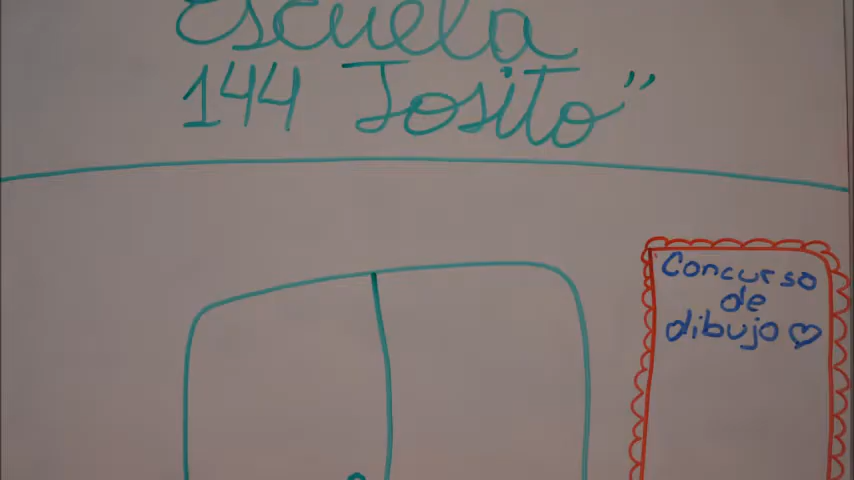 Escuela
144 Josito"
Concurso
de
dibujo ♡